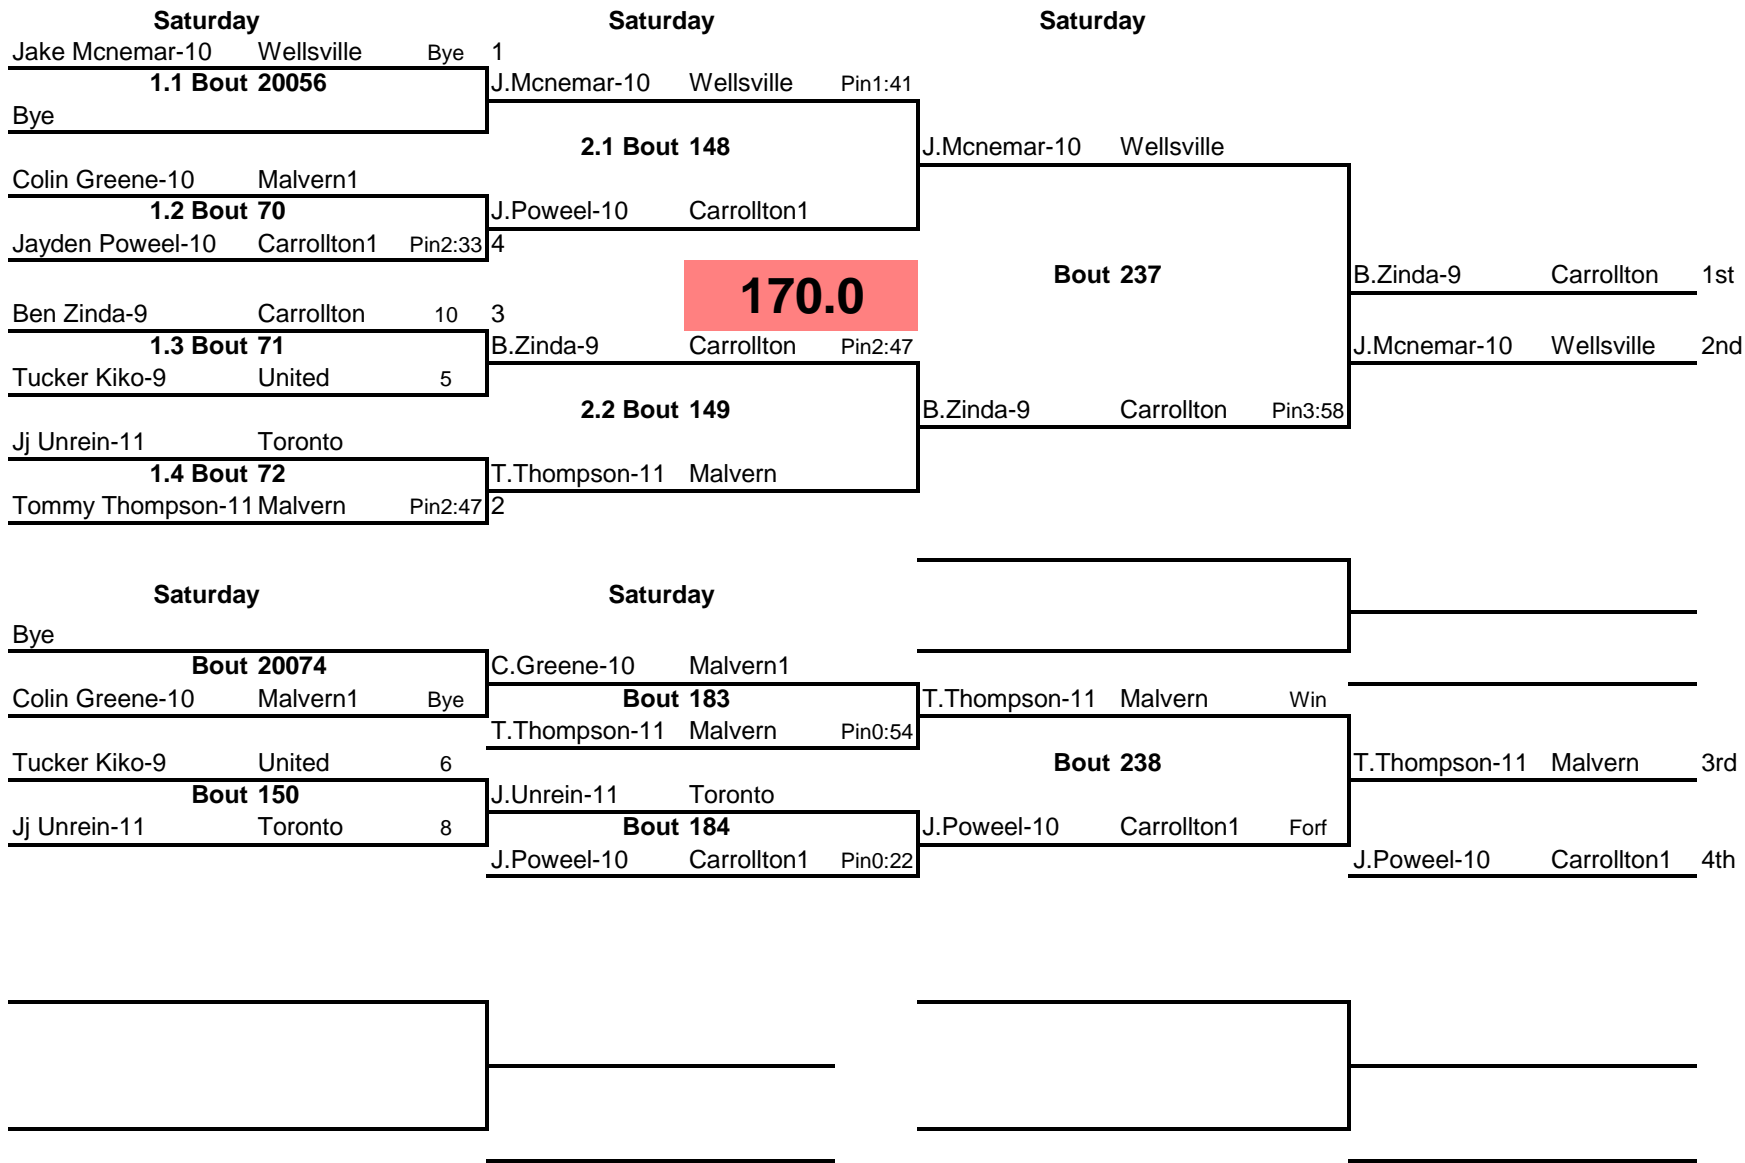 Saturday Saturday Saturday
Jake Mcnemar-10 Wellsville Bye 1
1.1 Bout 20056 J.Mcnemar-10 Wellsville Pin1:41
Bye
2.1 Bout 148 J.Mcnemar-10 Wellsville
Colin Greene-10 Malvern1
1.2 Bout 70 J.Poweel-10 Carrollton1
Jayden Poweel-10 Carrollton1 Pin2:33 4
170.0 Bout 237 B.Zinda-9 Carrollton 1st
Ben Zinda-9 Carrollton 10 3
1.3 Bout 71 B.Zinda-9 Carrollton Pin2:47 J.Mcnemar-10 Wellsville 2nd
Tucker Kiko-9 United 5
2.2 Bout 149 B.Zinda-9 Carrollton Pin3:58
Jj Unrein-11 Toronto
1.4 Bout 72 T.Thompson-11 Malvern
Tommy Thompson-11 Malvern Pin2:47 2
Saturday Saturday
Bye
Bout 20074 C.Greene-10 Malvern1
Colin Greene-10 Malvern1 Bye Bout 183 T.Thompson-11 Malvern Win
T.Thompson-11 Malvern Pin0:54
Tucker Kiko-9 United 6 Bout 238 T.Thompson-11 Malvern 3rd
Bout 150 J.Unrein-11 Toronto
Jj Unrein-11 Toronto 8 Bout 184 J.Poweel-10 Carrollton1 Forf
J.Poweel-10 Carrollton1 Pin0:22 J.Poweel-10 Carrollton1 4th